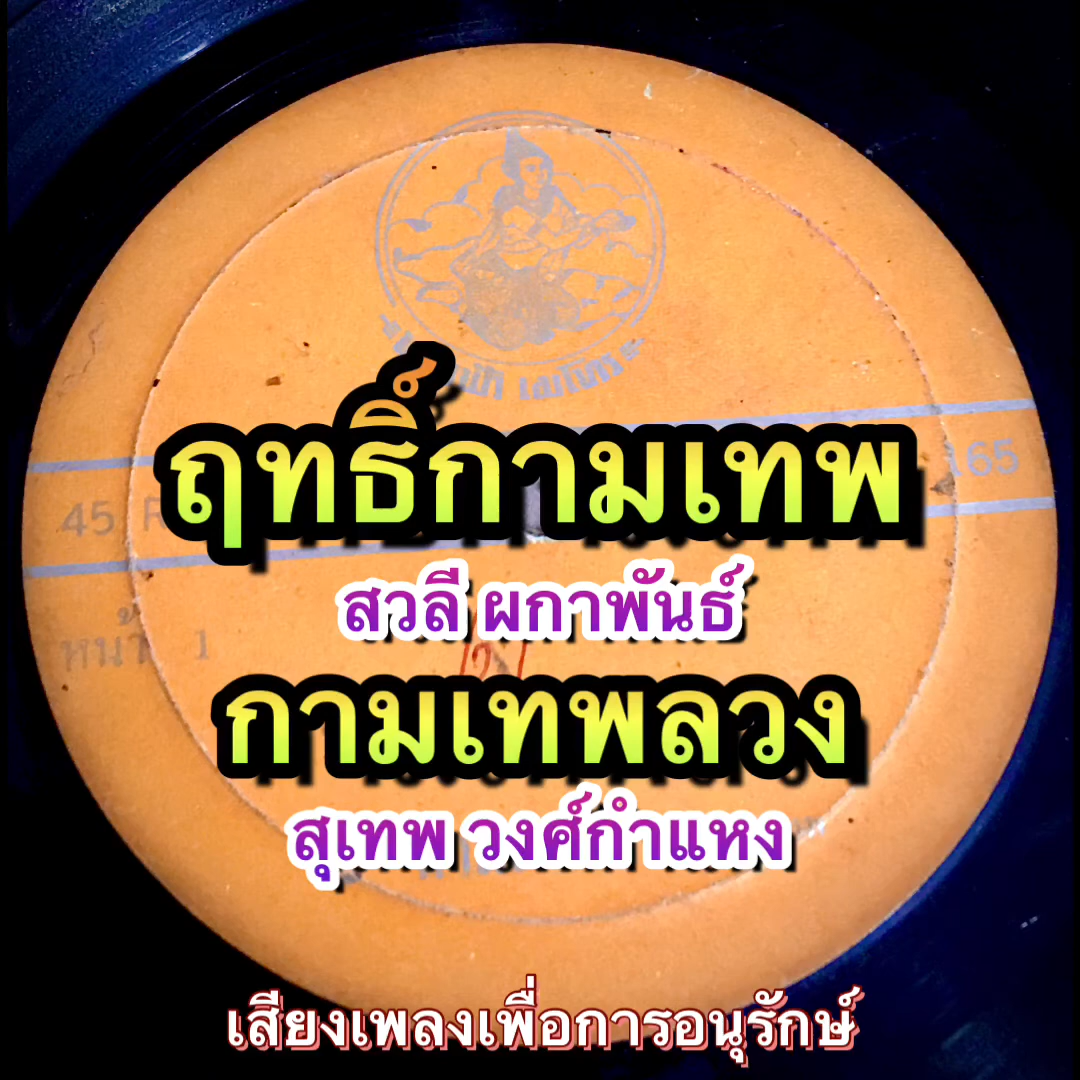 ฤทธิ์กามเทพ
45 R 165
สวลี ผกาพันธ์
หน้า 1
กามเทพลวง
สุเทพ วงศ์กำแหง
เสียงเพลงเพื่อการอนุรักษ์